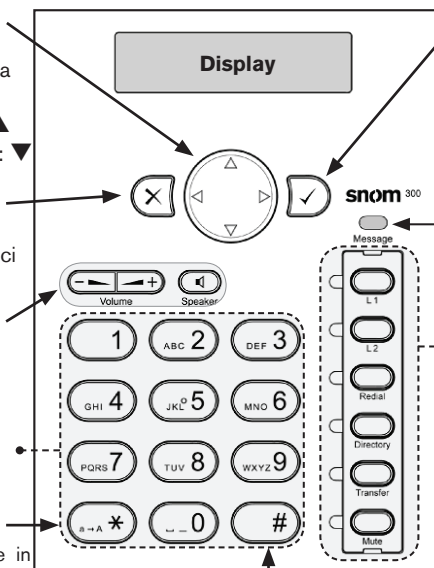 Display
a
:
snom 300
Message
ci
− +
Volume
Speaker
L 1
1
ABC 2
DEF 3
L 2
GHI 4
JKL 5
MNO 6
Redial
PQRS 7
TUV 8
WXYZ 9
Directory
Transfer
a→A *
␣ _ 0
#
Mute
e in